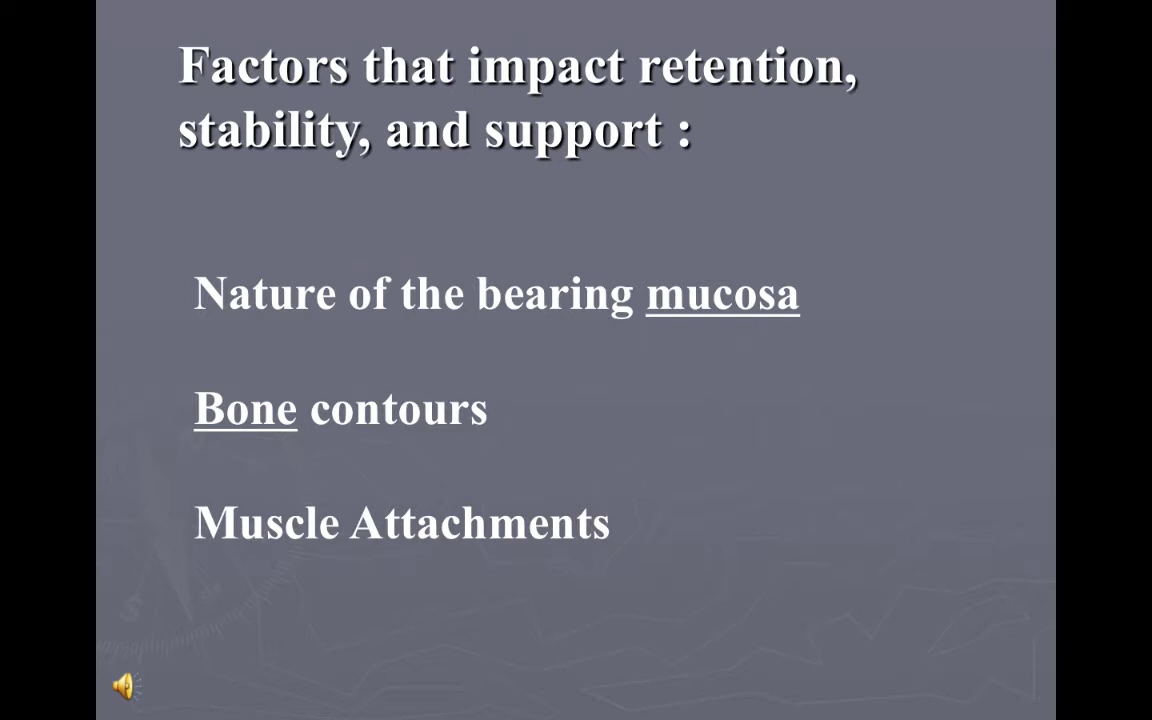 Factors that impact retention,
stability, and support :
Nature of the bearing mucosa
Bone contours
Muscle Attachments